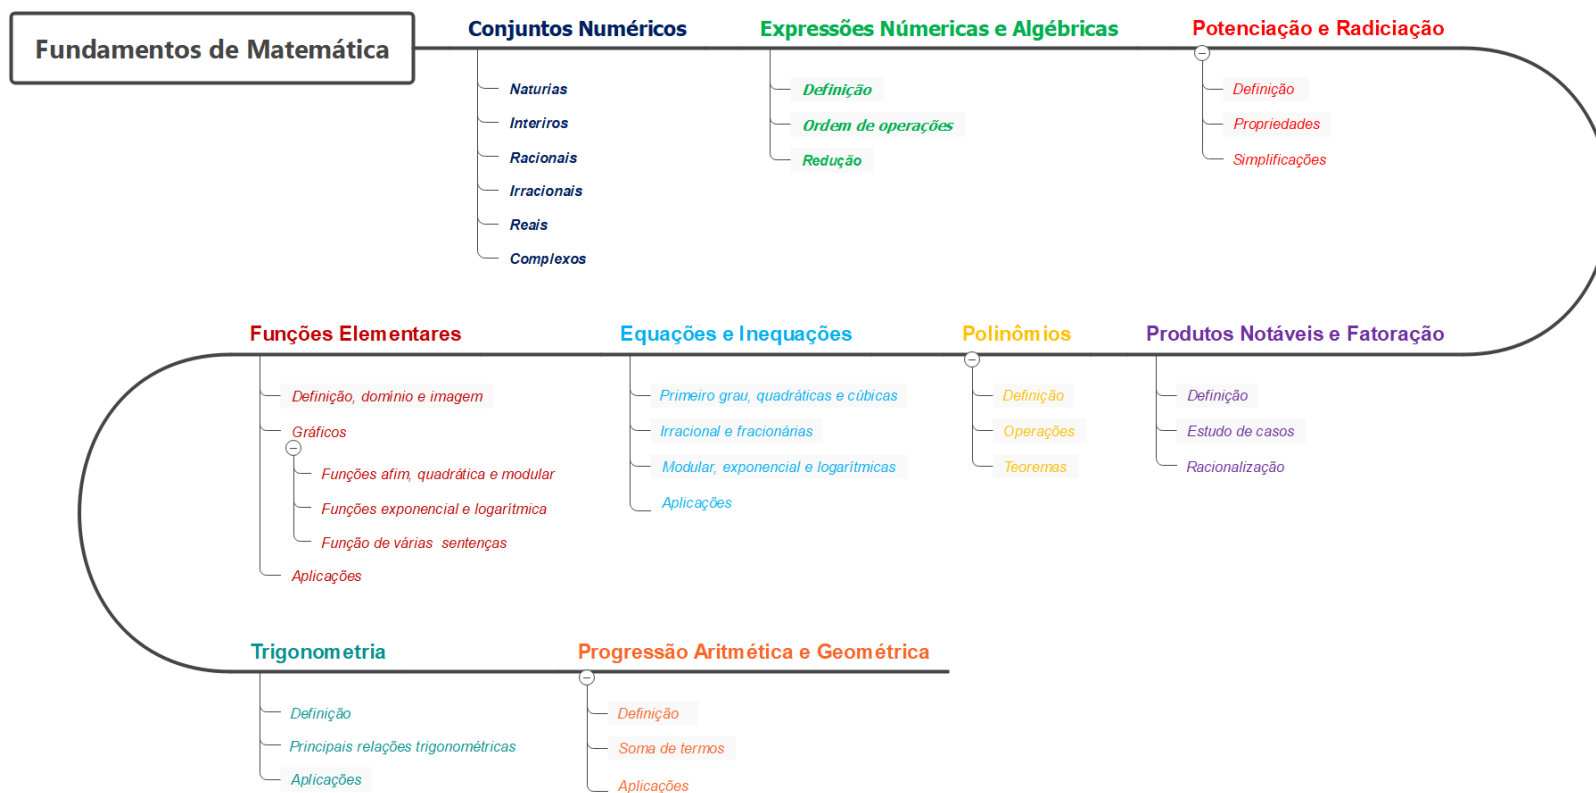 Fundamentos de Matemática
Conjuntos Numéricos
Naturias
Interiros
Racionais
Irracionais
Reais
Complexos
Expressões Númericas e Algébricas
Definição
Ordem de operações
Redução
Potenciação e Radiciação
Definição
Propriedades
Simplificações
Produtos Notáveis e Fatoração
Definição
Estudo de casos
Racionalização
Polinômios
Definição
Operações
Teoremas
Equações e Inequações
Primeiro grau, quadráticas e cúbicas
Irracional e fracionárias
Modular, exponencial e logarítmicas
Aplicações
Funções Elementares
Definição, domínio e imagem
Gráficos
Funções afim, quadrática e modular
Funções exponencial e logarítmica
Função de várias  sentenças
Aplicações
Trigonometria
Definição
Principais relações trigonométricas
Aplicações
Progressão Aritmética e Geométrica
Definição
Soma de termos
Aplicações